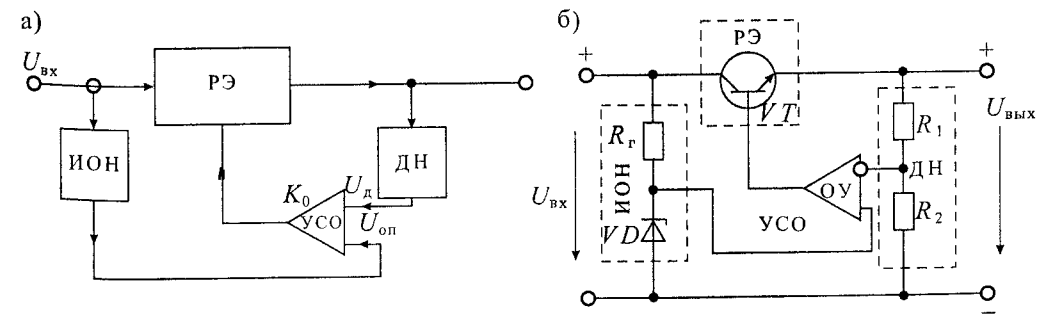 а)
U вх
РЭ
ИОН
ДН
K 0
U д
УСО
U оп
б)
+
РЭ
+
VT
R г
ИОН
R 1
U вых
ДН
ОУ
U вх
УСО
R 2
VD
−